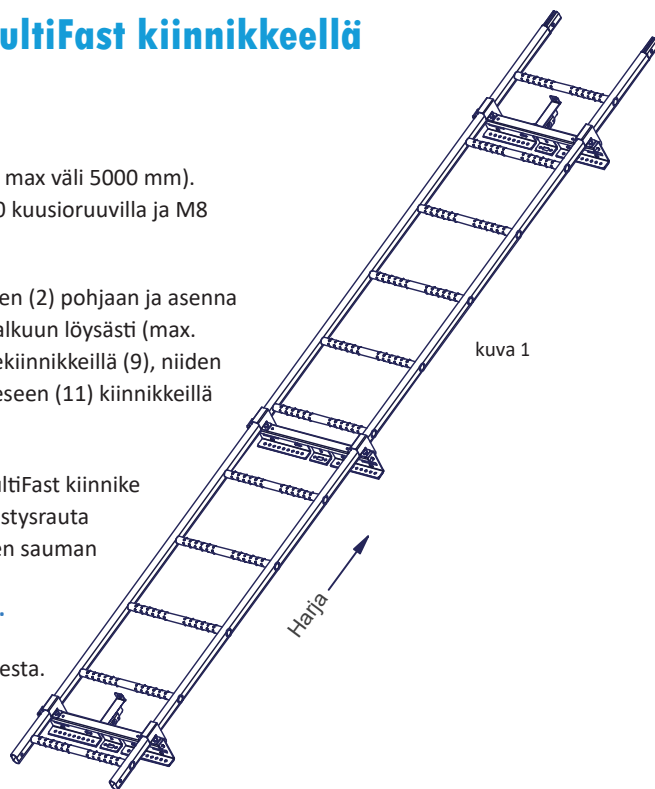 ultiFast kiinnikkeellä
max väli 5000 mm).
0 kuusioruuvilla ja M8
en (2) pohjaan ja asenna
alkuun löysästi (max.
ekiinnikkeillä (9), niiden
eseen (11) kiinnikkeillä
kuva 1
ultiFast kiinnike
stysrauta
en sauman
.
esta.
Harja